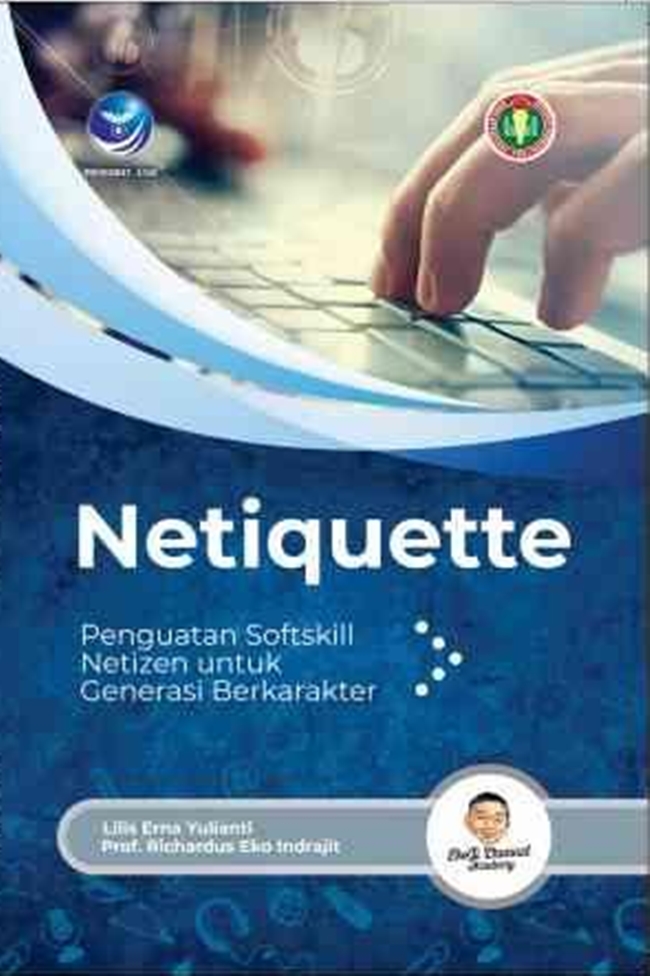 Netiquette
Penguatan Softskill
Netizen untuk
Generasi Berkarakter
Lilis Erna Yulianti
Prof. Richardus Eko Indrajit